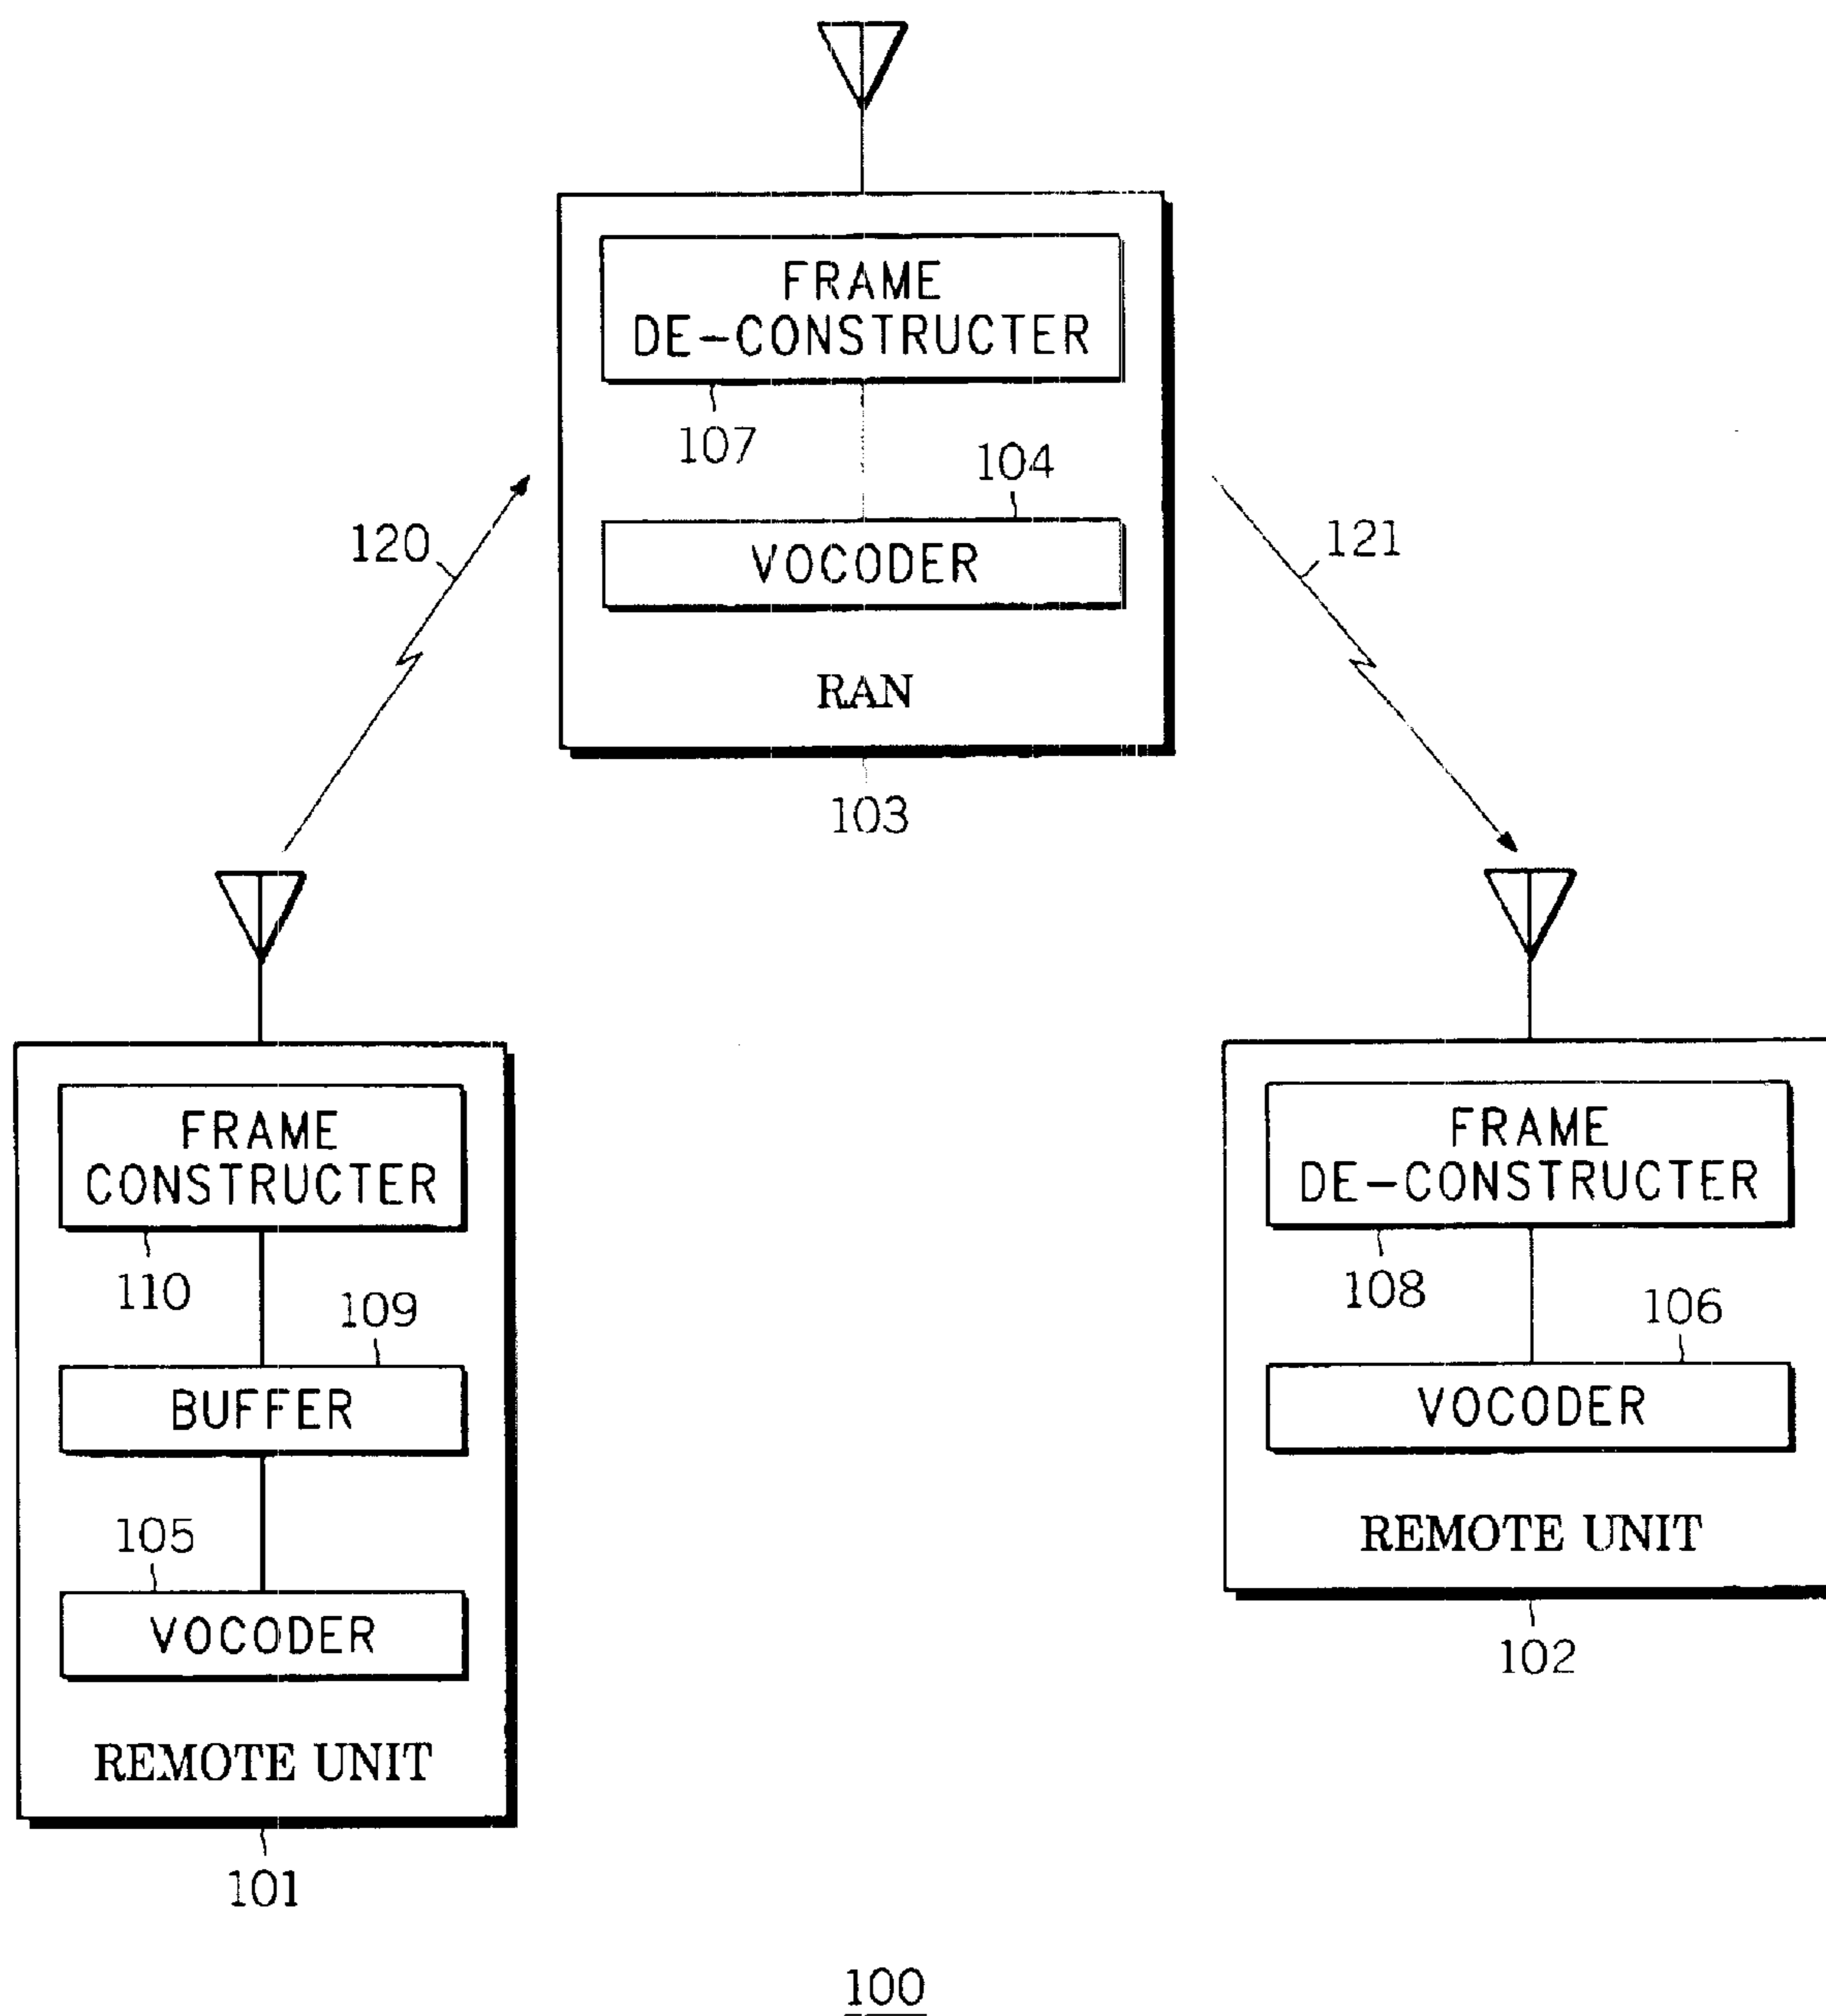 FRAME
DE-CONSTRUCTER
107
104
VOCODER
RAN
103
120
121
FRAME
CONSTRUCTER
110
109
BUFFER
105
VOCODER
REMOTE UNIT
101
FRAME
DE-CONSTRUCTER
108
106
VOCODER
REMOTE UNIT
102
100